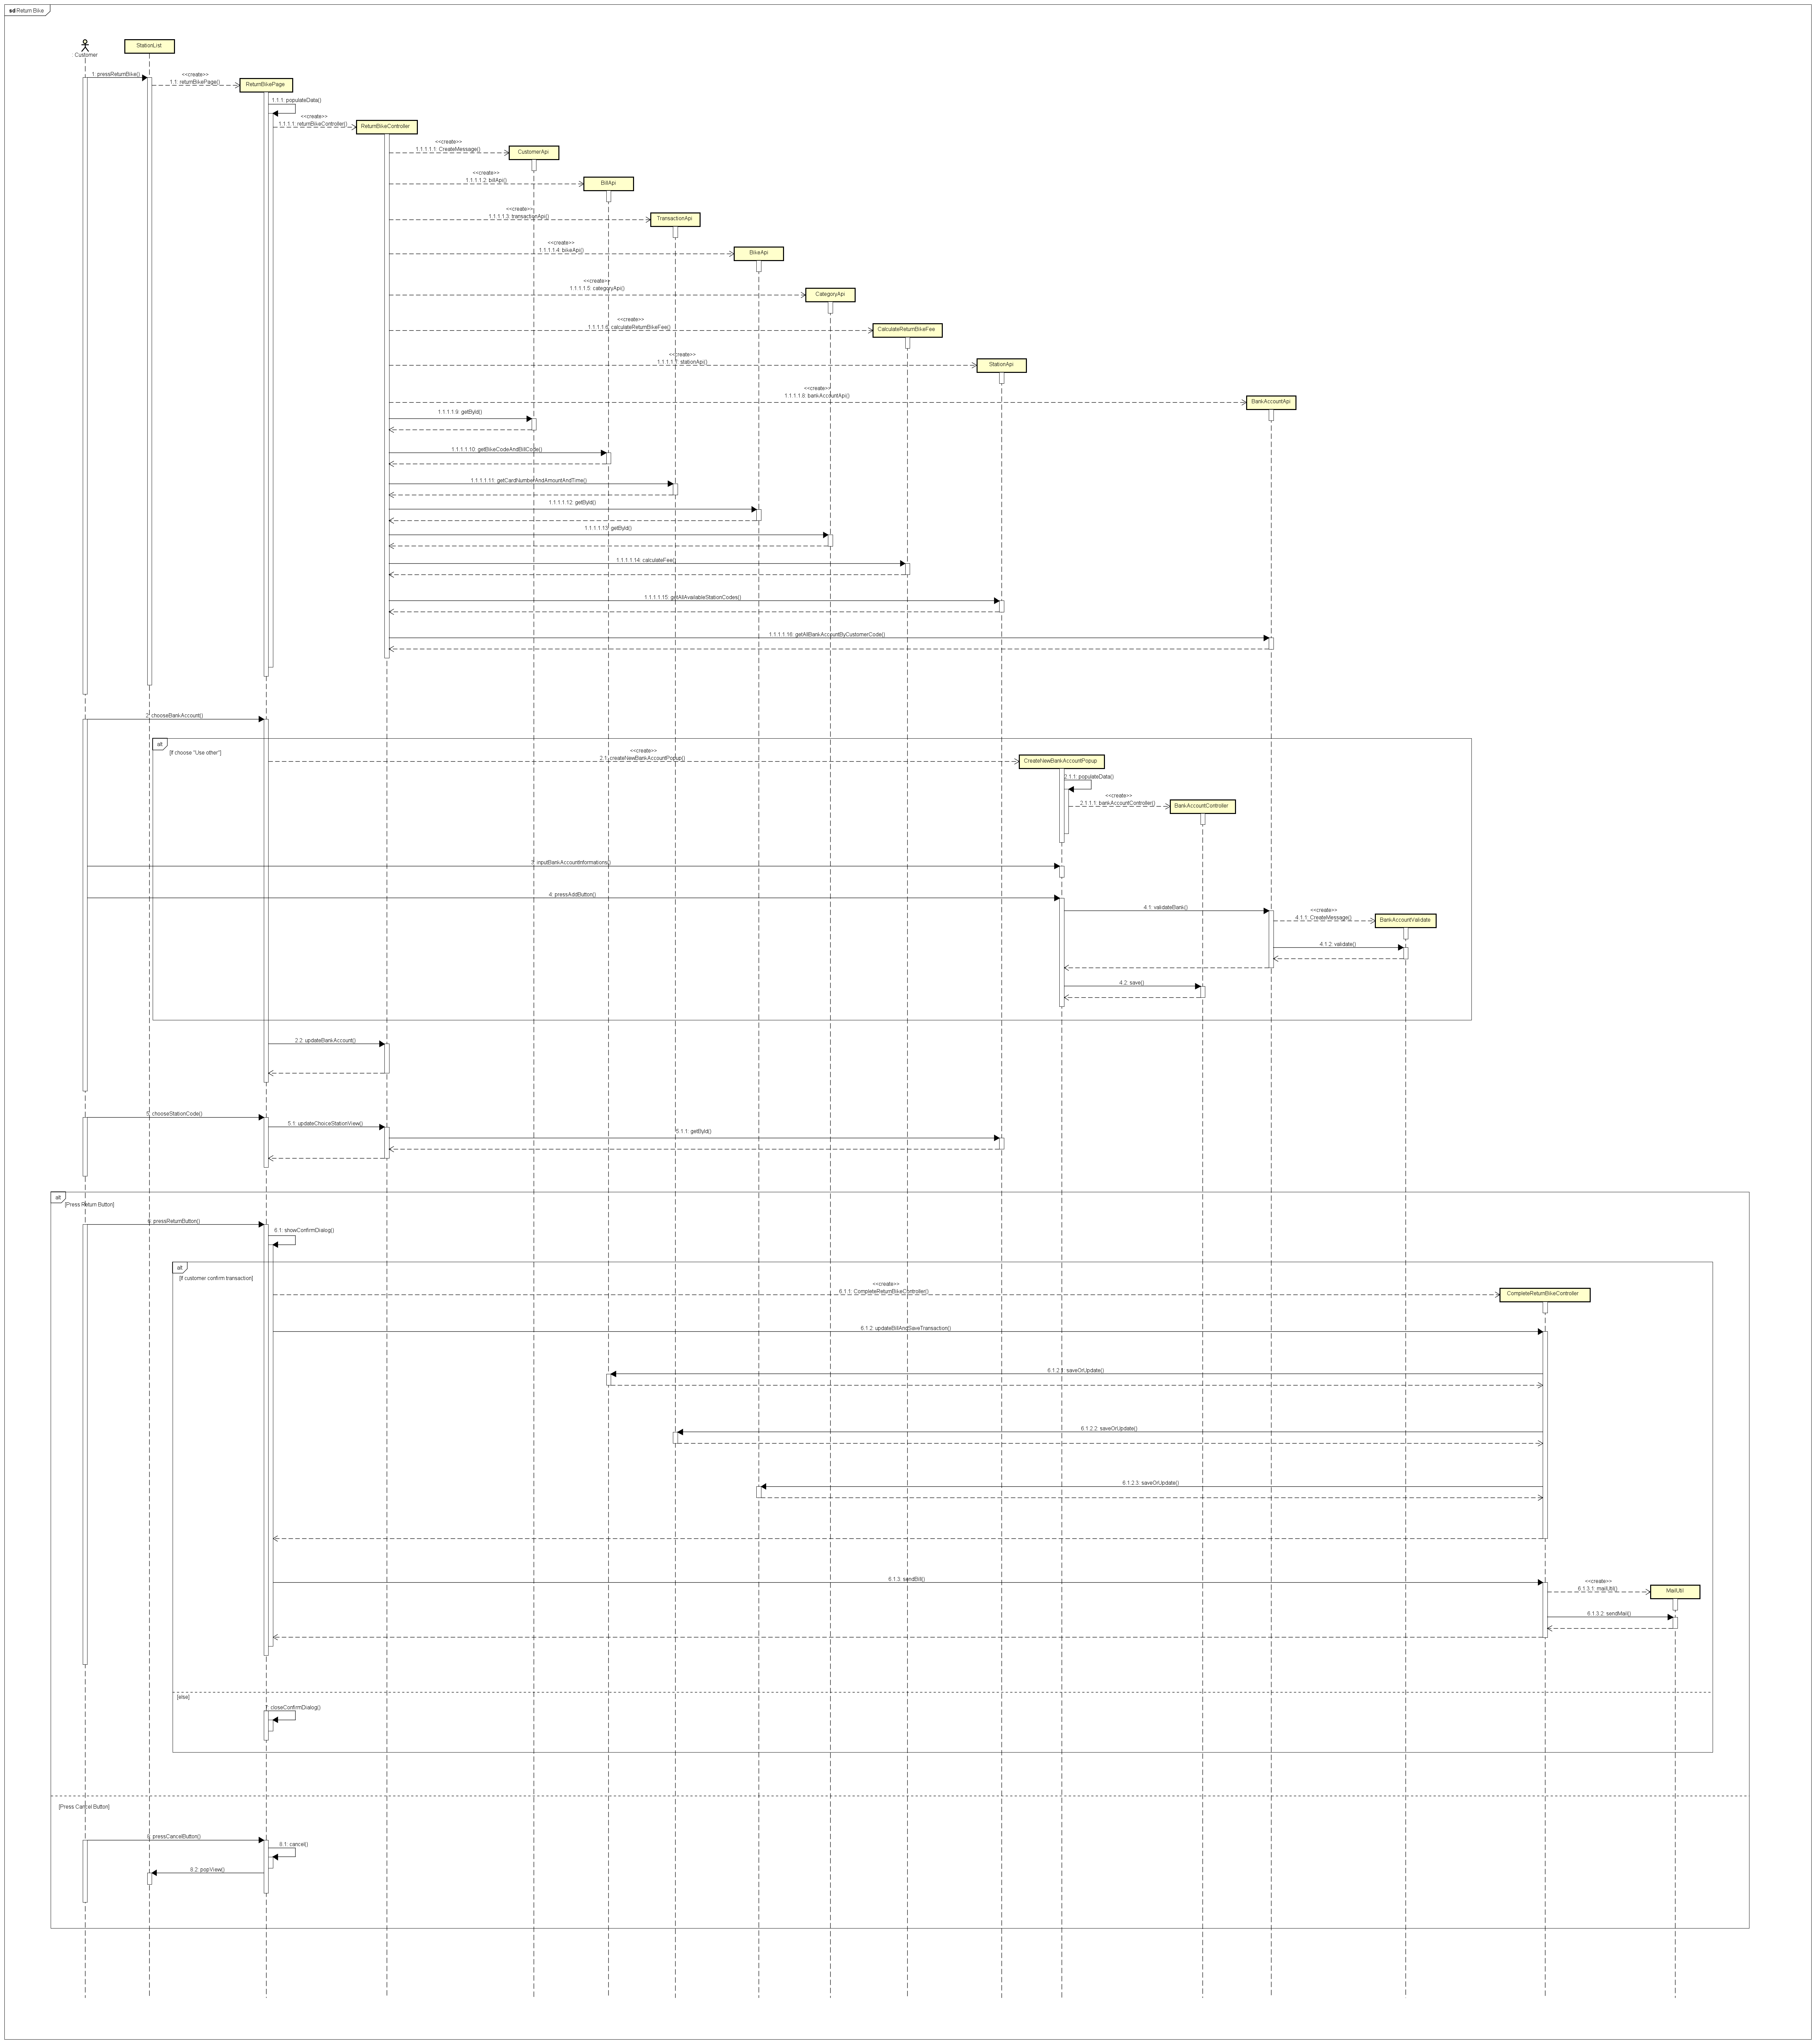 sd Return Bike
Customer
StationList
1: pressReturnBike()
<<create>>
1.1: returnBikePage()
ReturnBikePage
1.1.1: populateData()
<<create>>
1.1.1.1: returnBikeController()
ReturnBikeController
<<create>>
1.1.1.1.1: CreateMessage()
CustomerApi
<<create>>
1.1.1.1.2: billApi()
BillApi
<<create>>
1.1.1.1.3: transactionApi()
TransactionApi
<<create>>
1.1.1.1.4: bikeApi()
BikeApi
<<create>>
1.1.1.1.5: categoryApi()
CategoryApi
<<create>>
1.1.1.1.6: calculateReturnBikeFee()
CalculateReturnBikeFee
<<create>>
1.1.1.1.7: stationApi()
StationApi
<<create>>
1.1.1.1.8: bankAccountApi()
BankAccountApi
1.1.1.1.9: getById()
1.1.1.1.10: getBikeCodeAndBillCode()
1.1.1.1.11: getCardNumberAndAmountAndTime()
1.1.1.1.12: getById()
1.1.1.1.13: getById()
1.1.1.1.14: calculateFee()
1.1.1.1.15: getAllAvailableStationCodes()
1.1.1.1.16: getAllBankAccountByCustomerCode()
2: chooseBankAccount()
alt
[If choose "Use other"]
<<create>>
2.1: createNewBankAccountPopup()
CreateNewBankAccountPopup
2.1.1: populateData()
<<create>>
2.1.1.1: bankAccountController()
BankAccountController
3: inputBankAccountInformations()
4: pressAddButton()
4.1: validateBank()
<<create>>
4.1.1: CreateMessage()
BankAccountValidate
4.1.2: validate()
4.2: save()
2.2: updateBankAccount()
5: chooseStationCode()
5.1: updateChoiceStationView()
5.1.1: getById()
alt
[Press Return Button]
6: pressReturnButton()
6.1: showConfirmDialog()
alt
[If customer confirm transaction]
<<create>>
6.1.1: CompleteReturnBikeController()
CompleteReturnBikeController
6.1.2: updateBillAndSaveTransaction()
6.1.2.1: saveOrUpdate()
6.1.2.2: saveOrUpdate()
6.1.2.3: saveOrUpdate()
6.1.3: sendBill()
<<create>>
6.1.3.1: mailUtil()
MailUtil
6.1.3.2: sendMail()
[else]
7: closeConfirmDialog()
[Press Cancel Button]
8: pressCancelButton()
8.1: cancel()
8.2: popView()